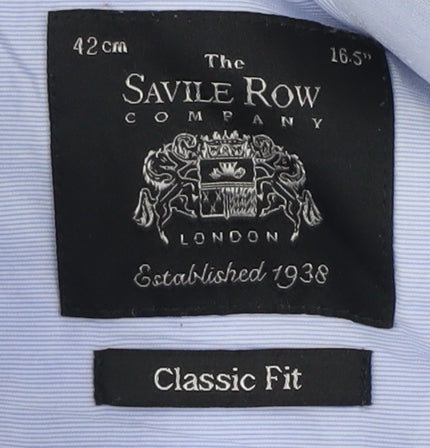 42cm 16.5"
The
SAVILE ROW
COMPANY
LONDON
Established 1938
Classic Fit